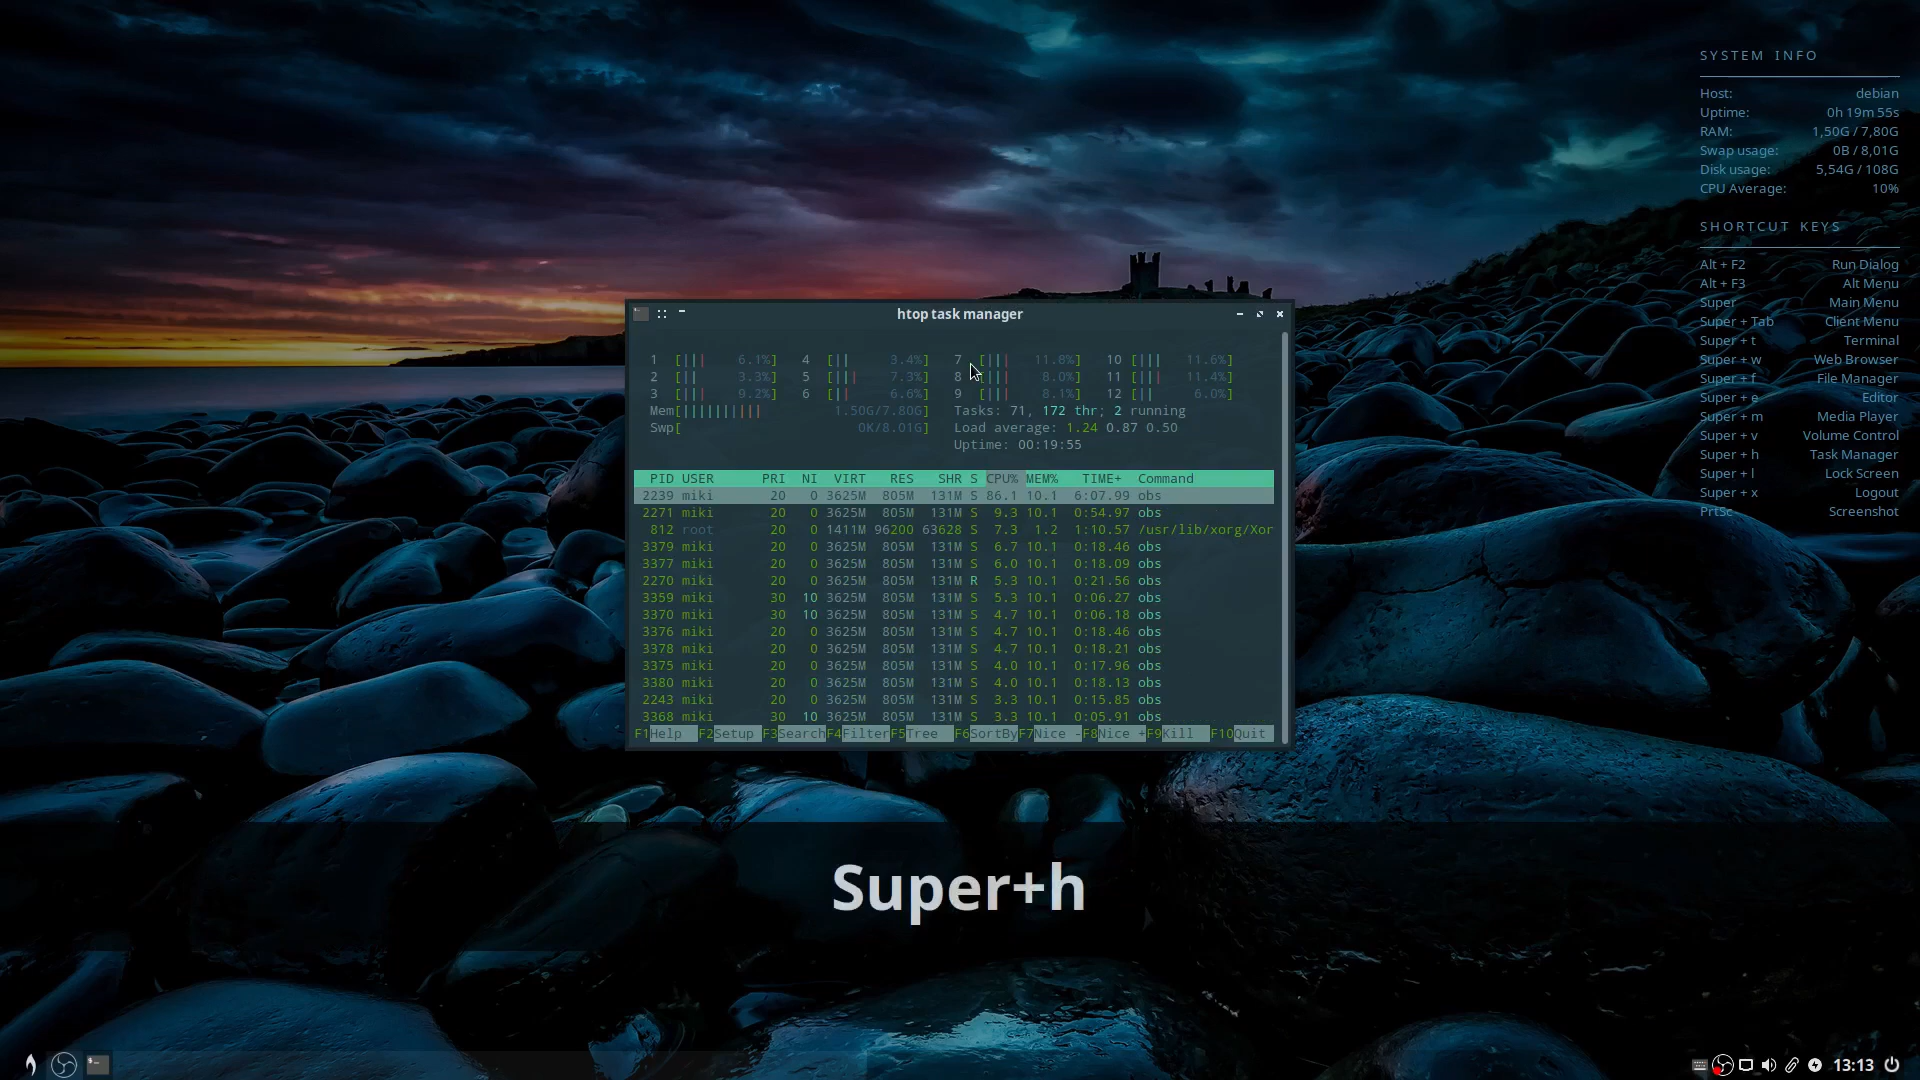 SYSTEM INFO
Host: debian
Uptime: 0h 19m 55s
RAM: 1,50G / 7,80G
Swap usage: 0B / 8,01G
Disk usage: 5,54G / 108G
CPU Average: 10%
SHORTCUT KEYS
Alt + F2 Run Dialog
Alt + F3 Alt Menu
Super Main Menu
Super + Tab Client Menu
Super + t Terminal
Super + w Web Browser
Super + f File Manager
Super + e Editor
Super + m Media Player
Super + v Volume Control
Super + h Task Manager
Super + l Lock Screen
Super + x Logout
PrtSc Screenshot
htop task manager
1 [||| 6.1%] 4 [|| 3.4%] 7 [||| 11.8%] 10 [||| 11.6%]
2 [|| 3.3%] 5 [||| 7.3%] 8 [||| 8.0%] 11 [||| 11.4%]
3 [||| 9.2%] 6 [|| 6.6%] 9 [||| 8.1%] 12 [|| 6.0%]
Mem[|||||||||| 1.50G/7.80G] Tasks: 71, 172 thr; 2 running
Swp[ 0K/8.01G] Load average: 1.24 0.87 0.50
Uptime: 00:19:55
PID USER PRI NI VIRT RES SHR S CPU% MEM% TIME+ Command
2239 miki 20 0 3625M 805M 131M S 86.1 10.1 6:07.99 obs
2271 miki 20 0 3625M 805M 131M S 9.3 10.1 0:54.97 obs
812 root 20 0 1411M 96200 63628 S 7.3 1.2 1:10.57 /usr/lib/xorg/Xor
3379 miki 20 0 3625M 805M 131M S 6.7 10.1 0:18.46 obs
3377 miki 20 0 3625M 805M 131M S 6.0 10.1 0:18.09 obs
2270 miki 20 0 3625M 805M 131M R 5.3 10.1 0:21.56 obs
3359 miki 30 10 3625M 805M 131M S 5.3 10.1 0:06.27 obs
3370 miki 30 10 3625M 805M 131M S 4.7 10.1 0:06.18 obs
3376 miki 20 0 3625M 805M 131M S 4.7 10.1 0:18.46 obs
3378 miki 20 0 3625M 805M 131M S 4.7 10.1 0:18.21 obs
3375 miki 20 0 3625M 805M 131M S 4.0 10.1 0:17.96 obs
3380 miki 20 0 3625M 805M 131M S 4.0 10.1 0:18.13 obs
2243 miki 20 0 3625M 805M 131M S 3.3 10.1 0:15.85 obs
3368 miki 30 10 3625M 805M 131M S 3.3 10.1 0:05.91 obs
F1Help F2Setup F3SearchF4FilterF5Tree F6SortByF7Nice -F8Nice +F9Kill F10Quit
Super+h
13:13